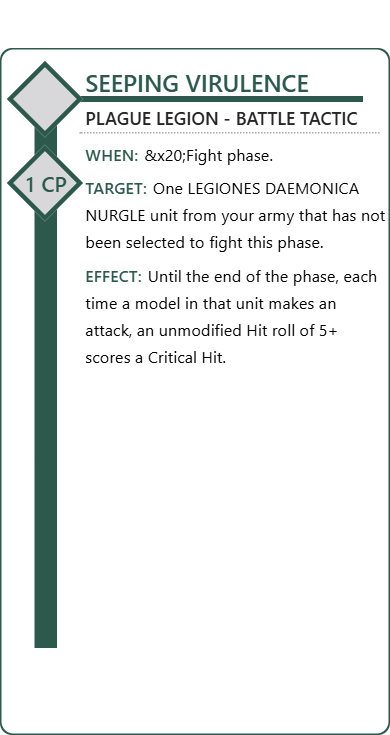 SEEPING VIRULENCE
PLAGUE LEGION - BATTLE TACTIC
WHEN: &x20;Fight phase.
1 CP
TARGET: One LEGIONES DAEMONICA
NURGLE unit from your army that has not
been selected to fight this phase.
EFFECT: Until the end of the phase, each
time a model in that unit makes an
attack, an unmodified Hit roll of 5+
scores a Critical Hit.